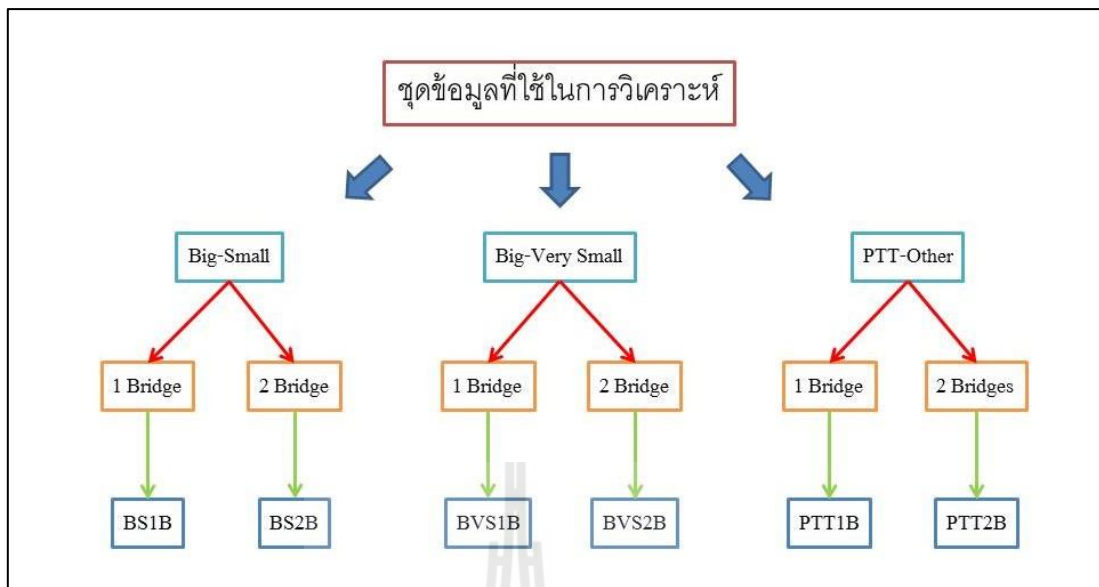 ชุดข้อมูลที่ใช้ในการวิเคราะห์
Big-Small
Big-Very Small
PTT-Other
1 Bridge
2 Bridge
1 Bridge
2 Bridge
1 Bridge
2 Bridges
BS1B
BS2B
BVS1B
BVS2B
PTT1B
PTT2B